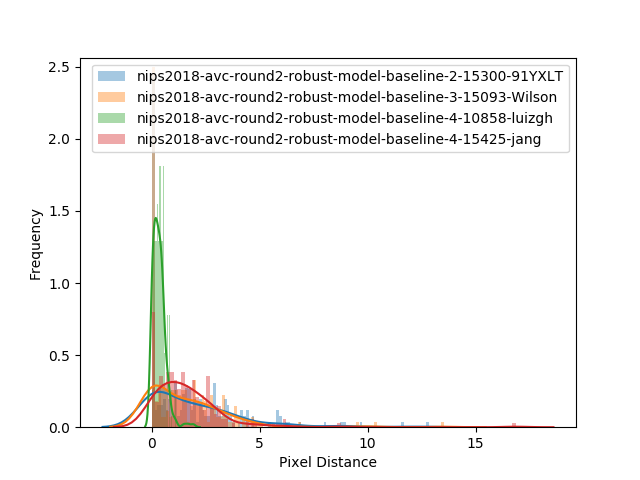 2.5
nips2018-avc-round2-robust-model-baseline-2-15300-91YXLT
nips2018-avc-round2-robust-model-baseline-3-15093-Wilson
nips2018-avc-round2-robust-model-baseline-4-10858-luizgh
nips2018-avc-round2-robust-model-baseline-4-15425-jang
2.0
1.5
Frequency
1.0
0.5
0.0
0 5 10 15
Pixel Distance